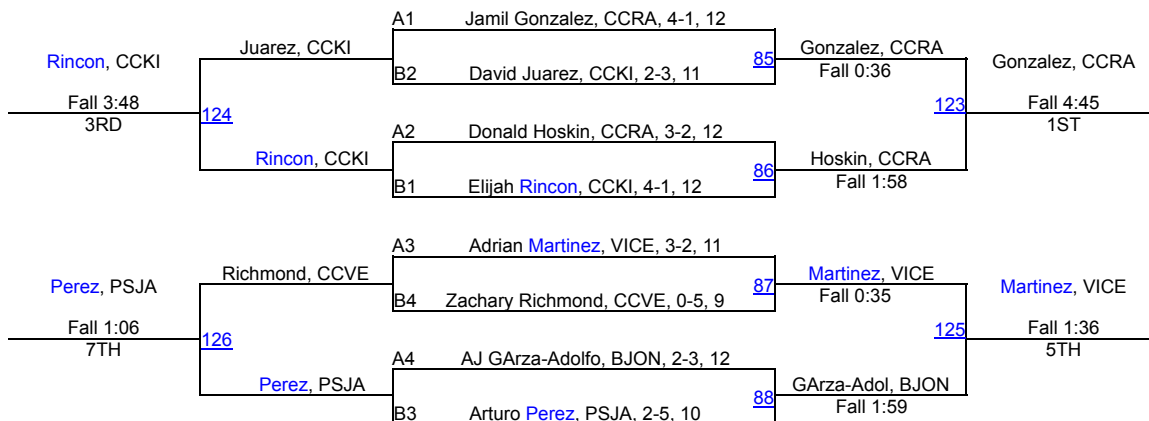 A1 Jamil Gonzalez, CCRA, 4-1, 12
Juarez, CCKI
85 Gonzalez, CCRA
Rincon, CCKI
Gonzalez, CCRA
B2 David Juarez, CCKI, 2-3, 11
Fall 0:36
Fall 3:48
124
123
Fall 4:45
3RD
1ST
A2 Donald Hoskin, CCRA, 3-2, 12
Rincon, CCKI
86 Hoskin, CCRA
B1 Elijah Rincon, CCKI, 4-1, 12
Fall 1:58
A3 Adrian Martinez, VICE, 3-2, 11
Richmond, CCVE
87 Martinez, VICE
Perez, PSJA
Martinez, VICE
B4 Zachary Richmond, CCVE, 0-5, 9
Fall 0:35
Fall 1:06
126
125
Fall 1:36
7TH
5TH
A4 AJ GArza-Adolfo, BJON, 2-3, 12
Perez, PSJA
88 GArza-Adol, BJON
B3 Arturo Perez, PSJA, 2-5, 10
Fall 1:59